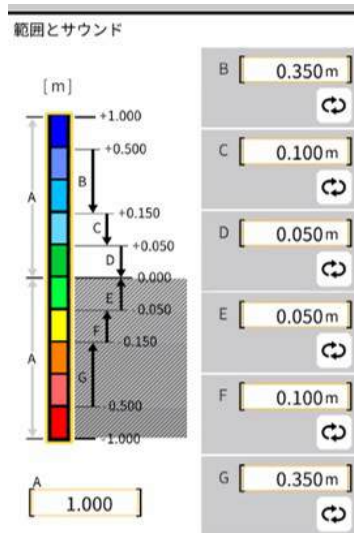 範囲とサウンド
[m]
+1.000
+0.500
+0.150
+0.050
0.000
-0.050
-0.150
-0.500
-1.000
A
A
B
C
D
E
F
G
A
[1.000]
B [0.350m]
C [0.100m]
D [0.050m]
E [0.050m]
F [0.100m]
G [0.350m]